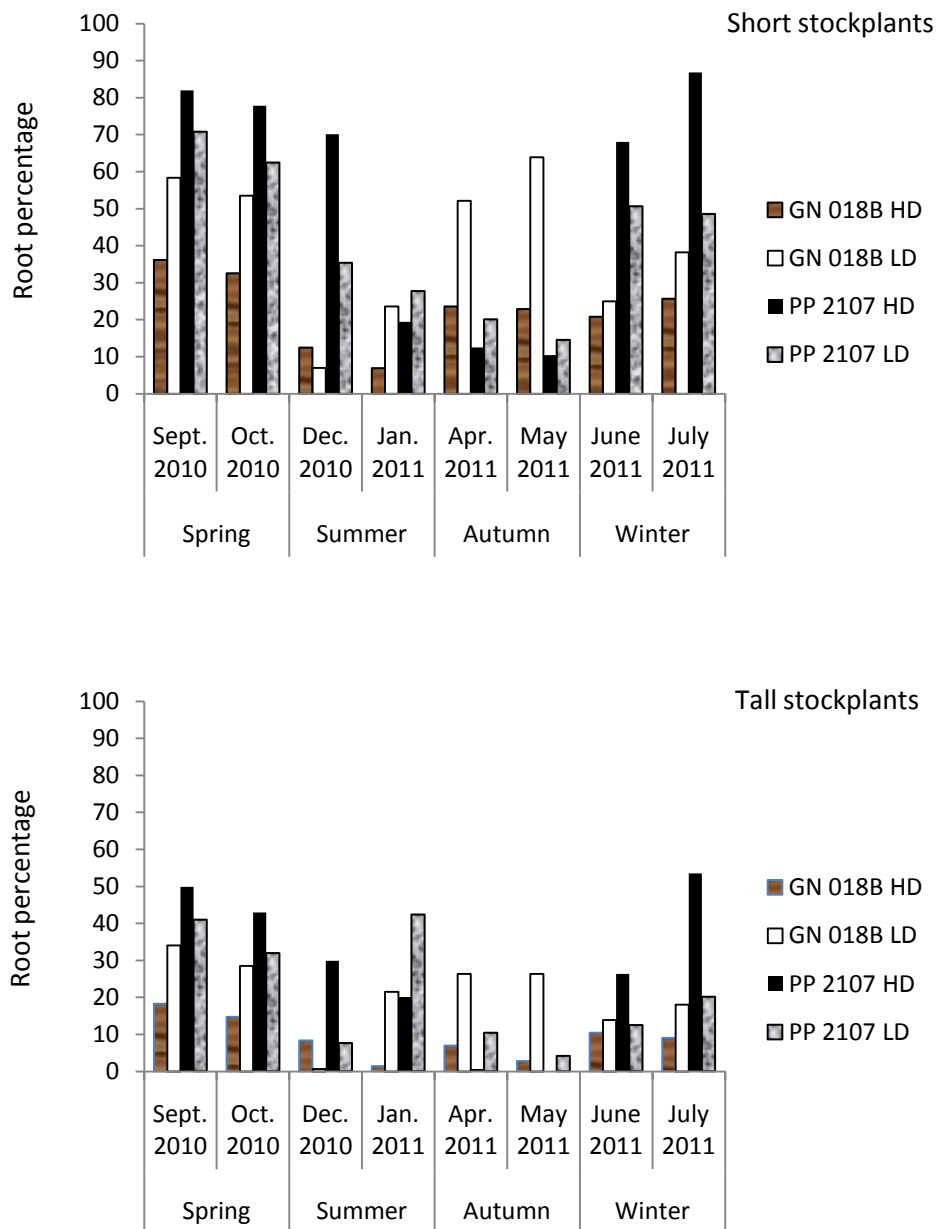 Short stockplants
Root percentage
100
90
80
70
60
50
40
30
20
10
0
Sept. Oct. Dec. Jan. Apr. May June July
2010 2010 2010 2011 2011 2011 2011 2011
Spring Summer Autumn Winter
GN 018B HD
GN 018B LD
PP 2107 HD
PP 2107 LD
Tall stockplants
Root percentage
100
90
80
70
60
50
40
30
20
10
0
Sept. Oct. Dec. Jan. Apr. May June July
2010 2010 2010 2011 2011 2011 2011 2011
Spring Summer Autumn Winter
GN 018B HD
GN 018B LD
PP 2107 HD
PP 2107 LD